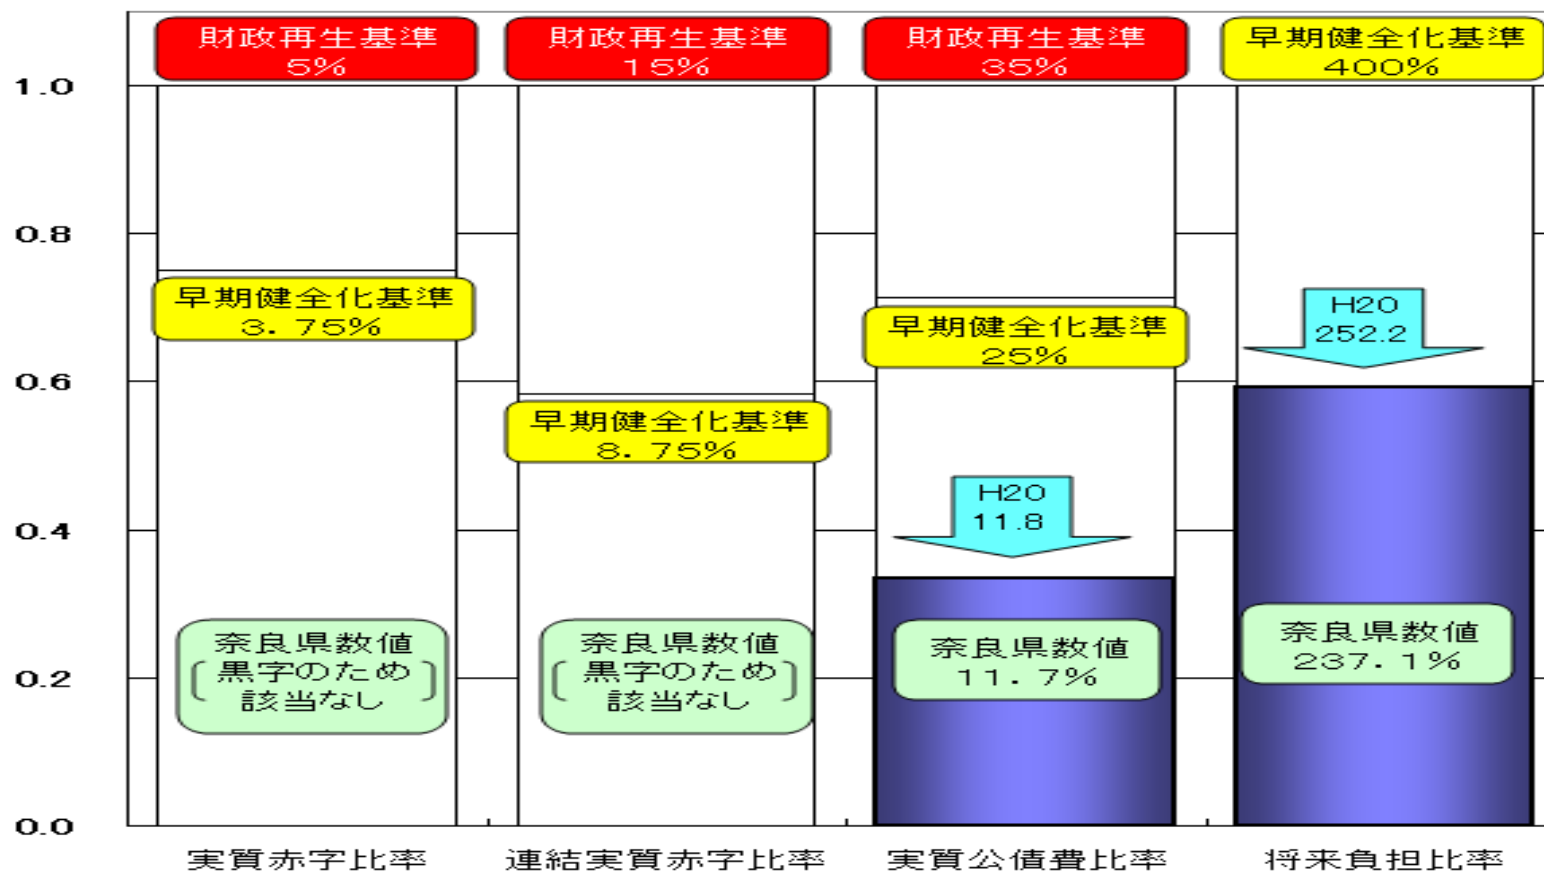 財政再生基準
5%
財政再生基準
15%
財政再生基準
35%
早期健全化基準
400%
1.0
0.8
0.6
0.4
0.2
0.0
早期健全化基準
3．75%
早期健全化基準
8．75%
早期健全化基準
25%
H20
252.2
H20
11.8
奈良県数値
黒字のため
該当なし
奈良県数値
黒字のため
該当なし
奈良県数値
11．7%
奈良県数値
237．1%
実質赤字比率
連結実質赤字比率
実質公債費比率
将来負担比率